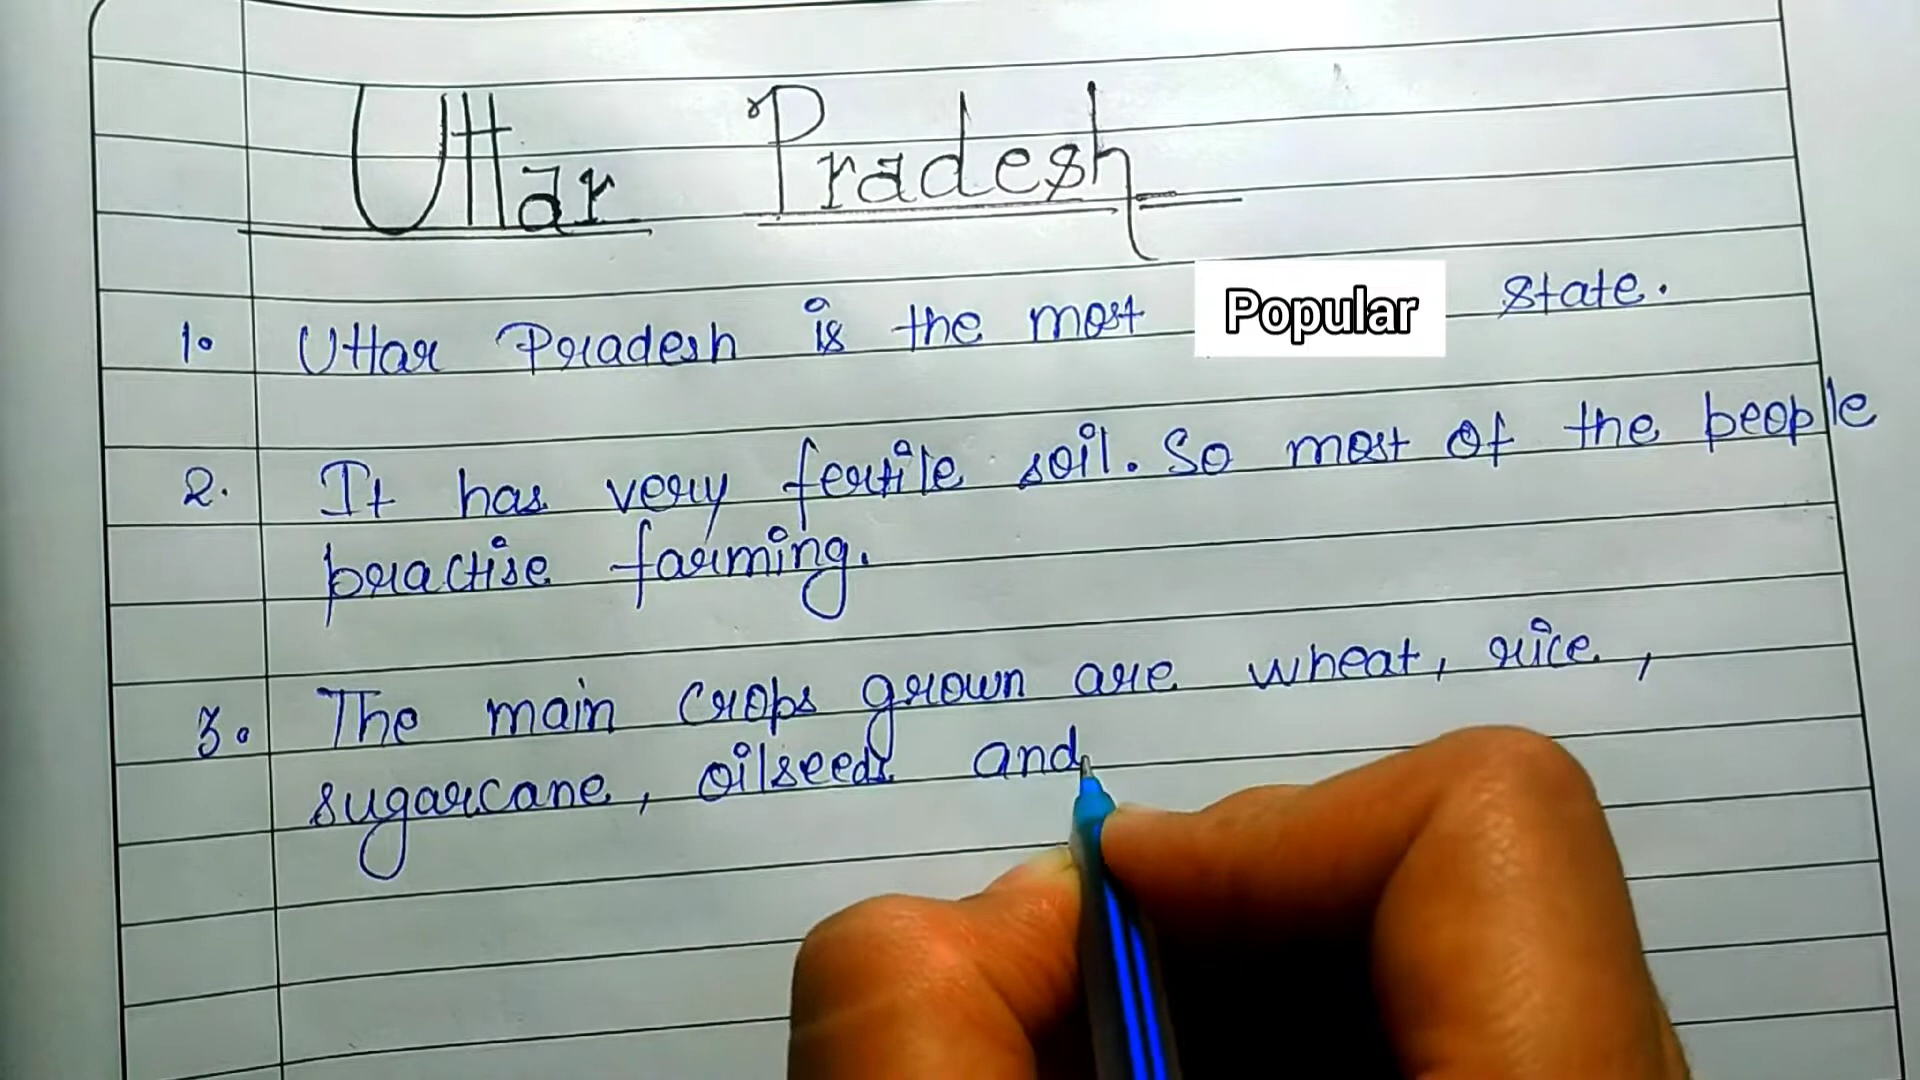 Uttar Pradesh
1. Uttar Pradesh is the most Popular state.
2. It has very fertile soil. So most of the people
practise farming.
3. The main crops grown are wheat, rice,
sugarcane, oilseeds and